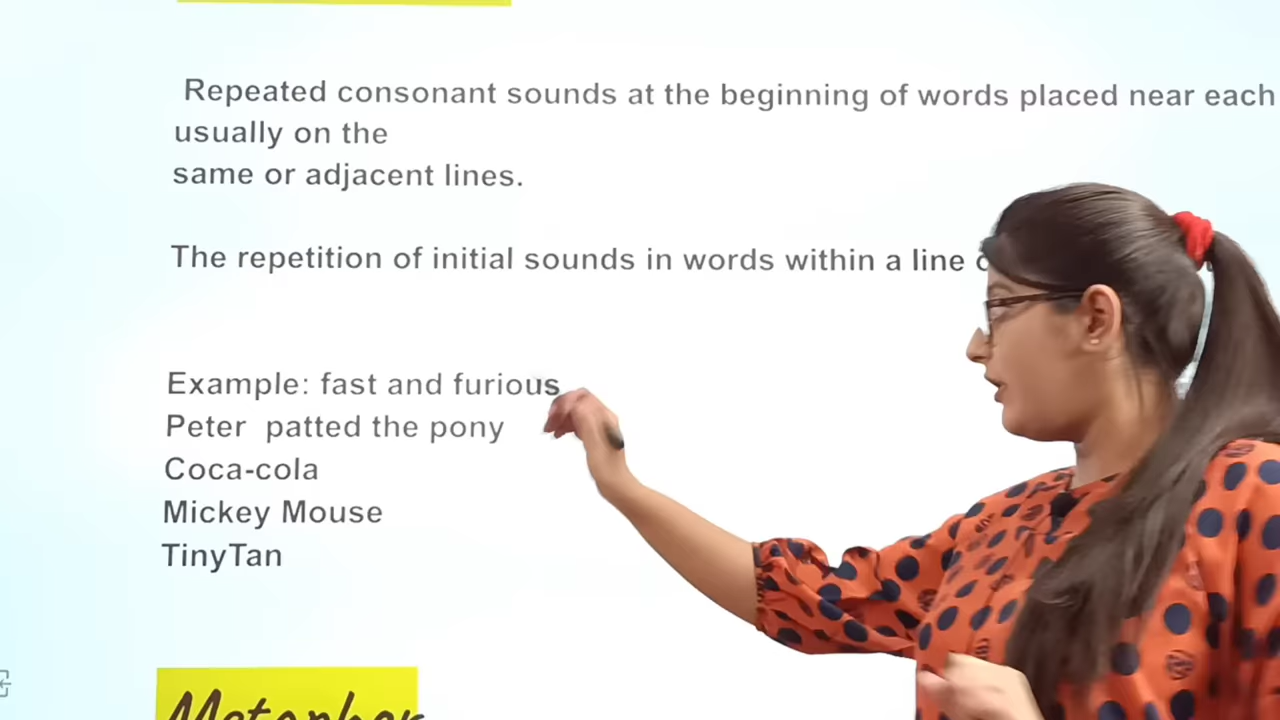 Repeated consonant sounds at the beginning of words placed near each
usually on the
same or adjacent lines.
The repetition of initial sounds in words within a line
Example: fast and furious
Peter patted the pony
Coca-cola
Mickey Mouse
TinyTan
Metaphor